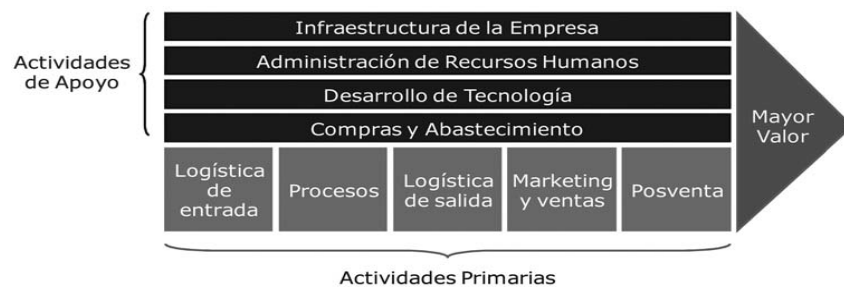 Actividades
de Apoyo
Infraestructura de la Empresa
Administración de Recursos Humanos
Desarrollo de Tecnología
Compras y Abastecimiento
Logística
de
entrada
Procesos
Logística
de salida
Marketing
y ventas
Posventa
Mayor
Valor
Actividades Primarias